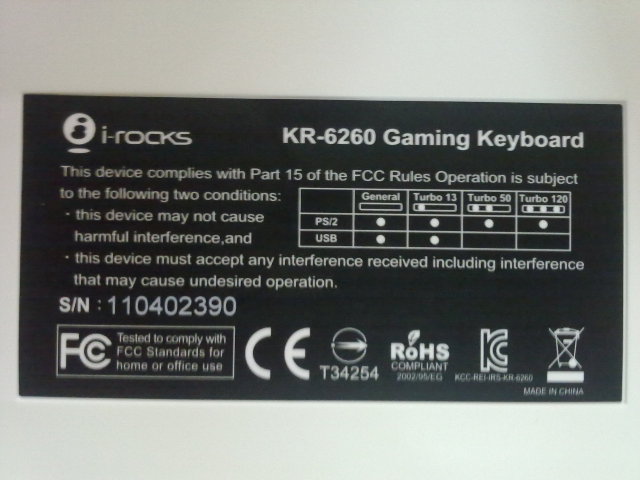 i-rocks
KR-6260 Gaming Keyboard
This device complies with Part 15 of the FCC Rules Operation is subject
to the following two conditions:
· this device may not cause
harmful interference,and
General Turbo 13 Turbo 50 Turbo 120
PS/2 ● ● ● ●
USB ● ●
· this device must accept any interference received including interference
that may cause undesired operation.
S/N : 110402390
FC Tested to comply with
FCC Standards for
home or office use
CE
T34254
RoHS
COMPLIANT
2002/95/EG
KC
KCC-REI-IRS-KR-6260
MADE IN CHINA